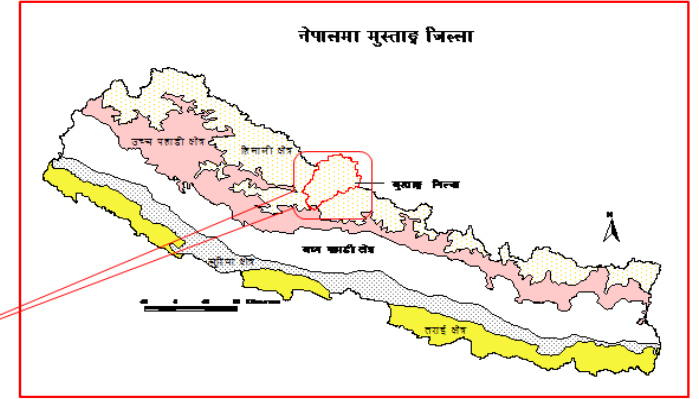 नेपालमा मुस्ताङ्ग जिल्ला
उच्च पहाडी क्षेत्र
हिमाली क्षेत्र
मुस्ताङ्ग जिल्ला
N
मध्य पहाडी क्षेत्र
चुरिया क्षेत्र
तराई क्षेत्र